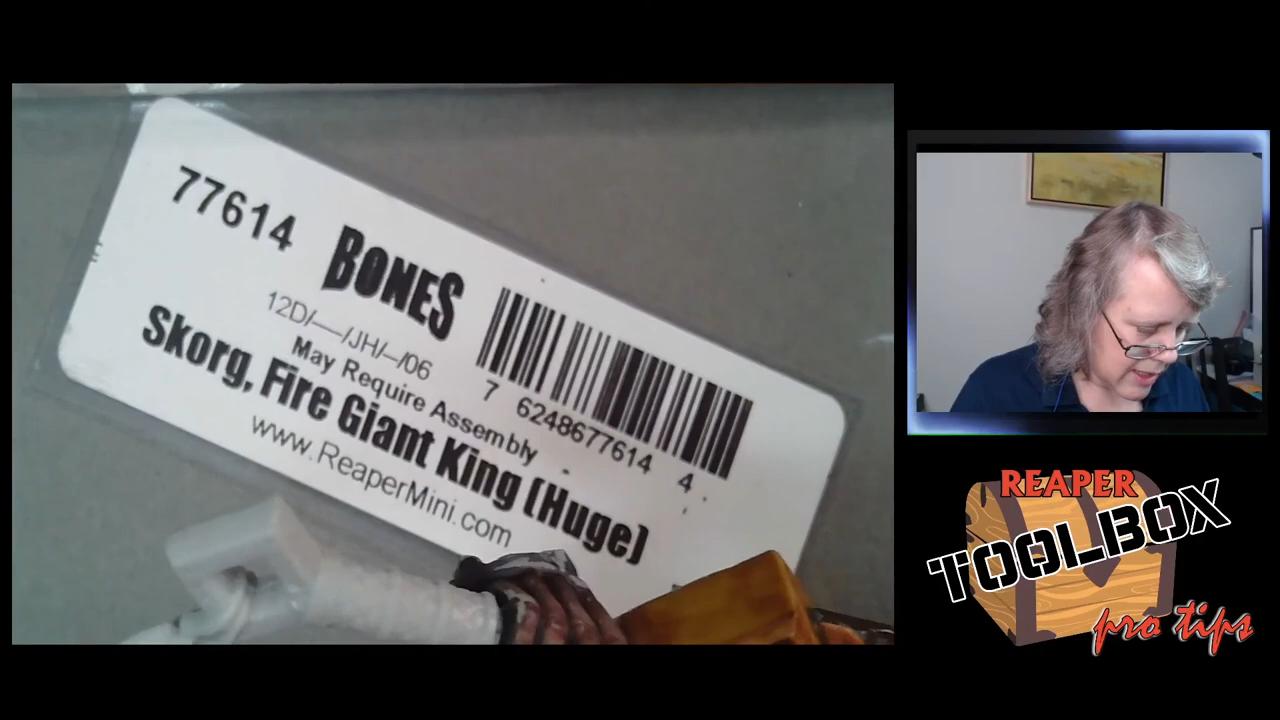 77614
BONES
12D/—/JH/–/06
May Require Assembly
Skorg, Fire Giant King (Huge)
www.ReaperMini.com
7 6248677614 4
REAPER
TOOLBOX
pro tips